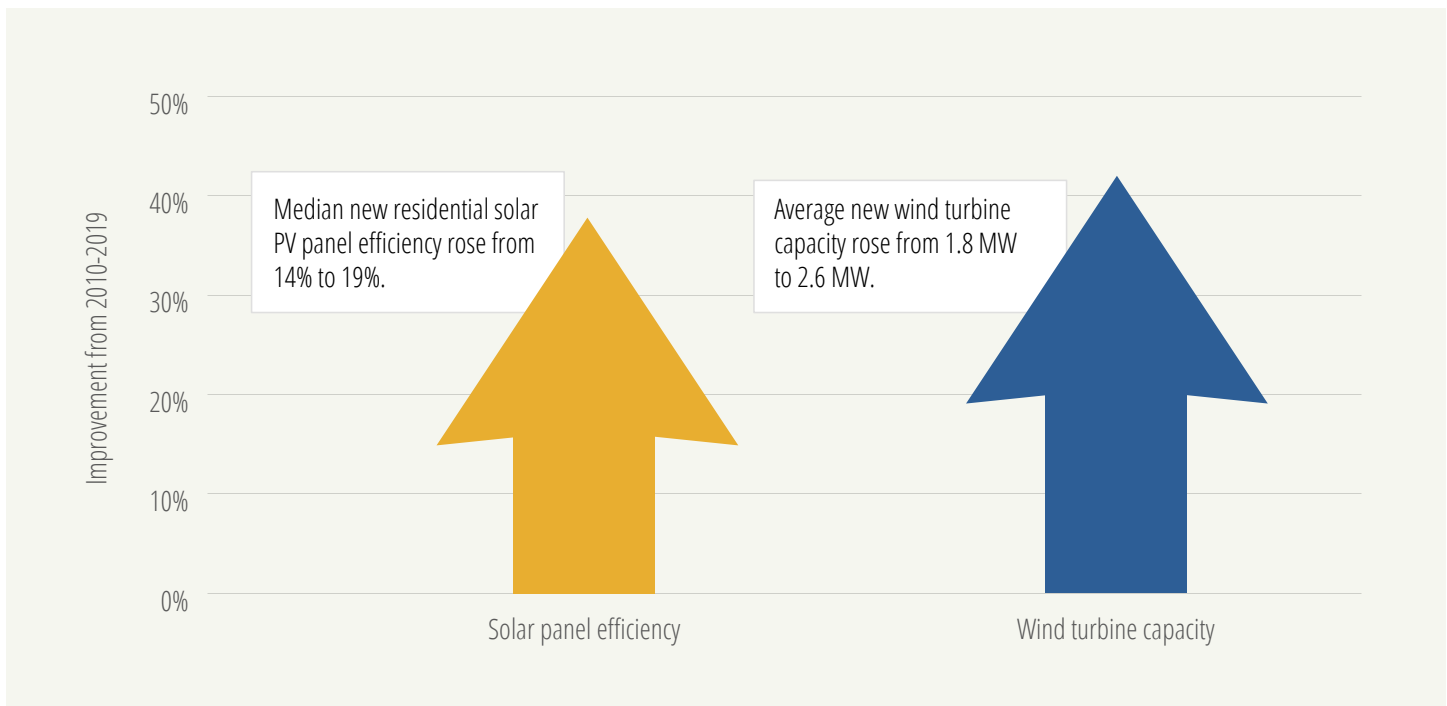 50%
40%
30%
20%
10%
0%
Improvement from 2010-2019
Median new residential solar
PV panel efficiency rose from
14% to 19%.
Average new wind turbine
capacity rose from 1.8 MW
to 2.6 MW.
Solar panel efficiency
Wind turbine capacity